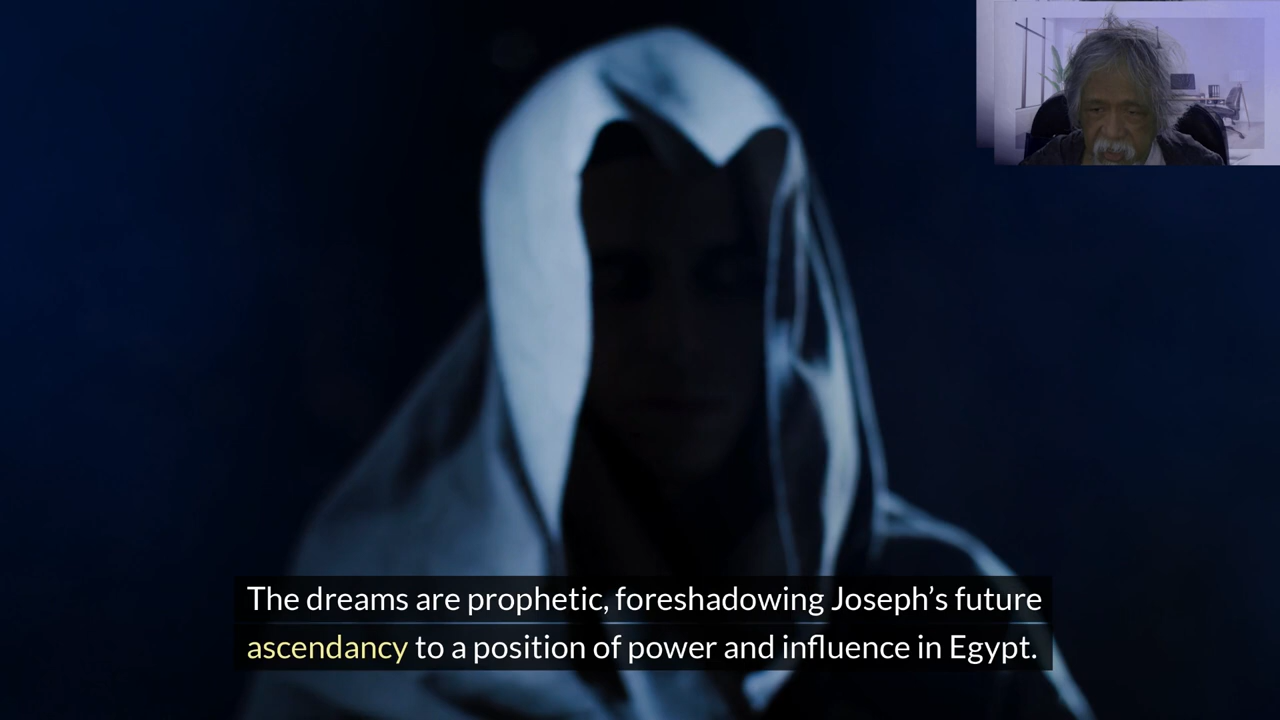 The dreams are prophetic, foreshadowing Joseph’s future
ascendancy to a position of power and influence in Egypt.